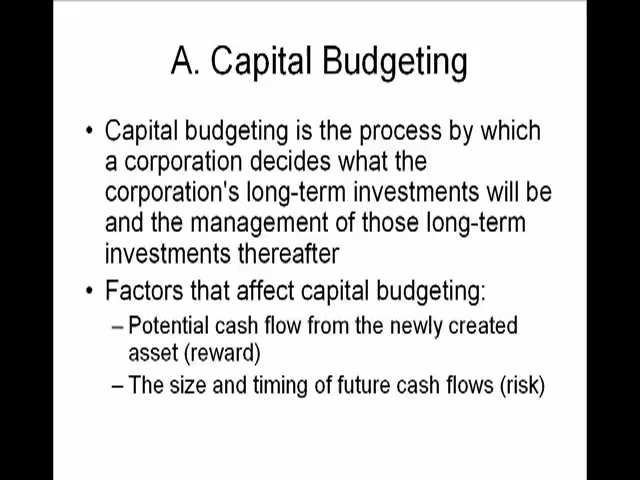 A. Capital Budgeting
• Capital budgeting is the process by which
a corporation decides what the
corporation's long-term investments will be
and the management of those long-term
investments thereafter
• Factors that affect capital budgeting:
– Potential cash flow from the newly created
asset (reward)
– The size and timing of future cash flows (risk)